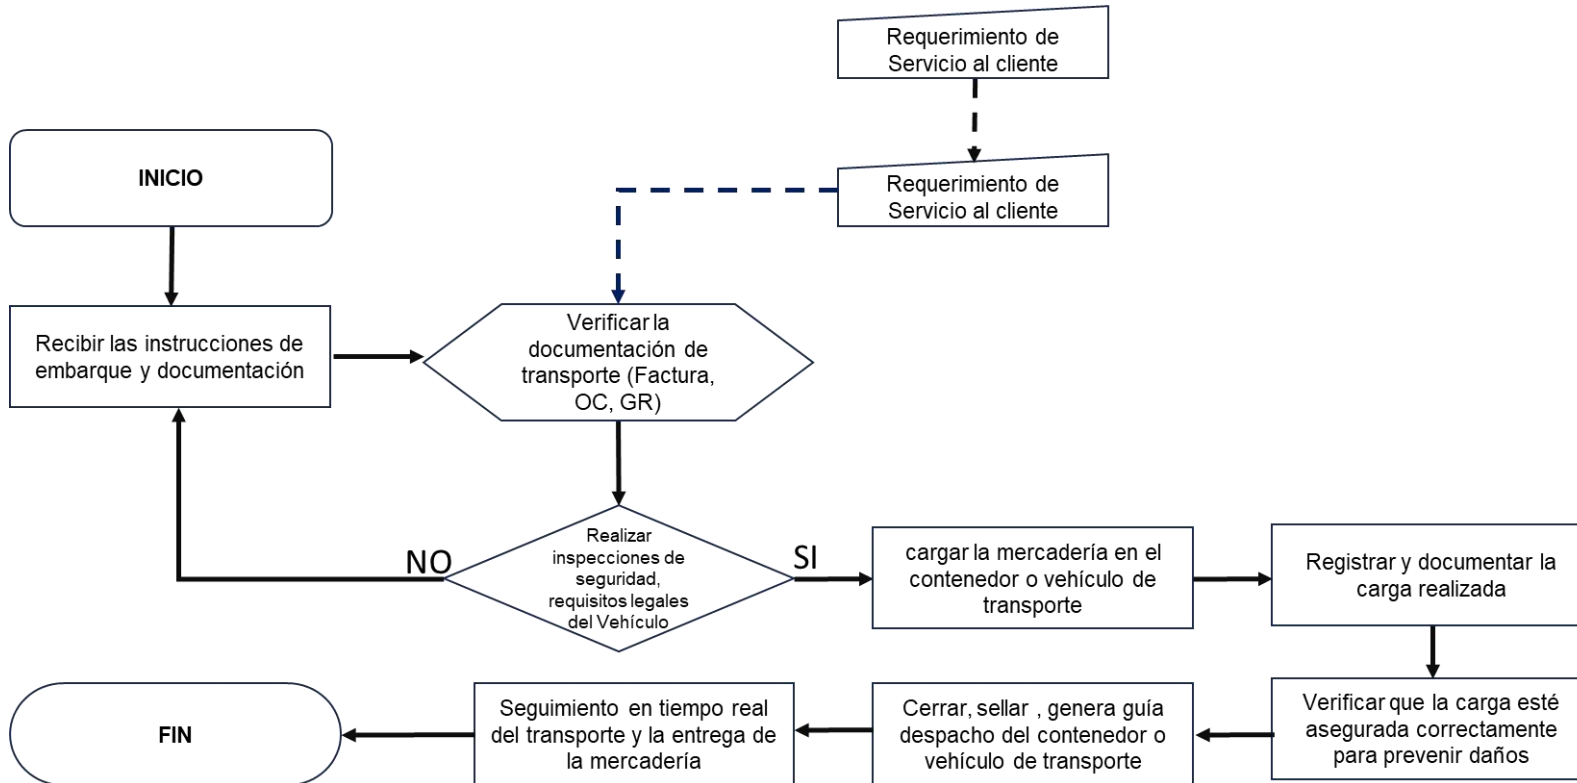 Requerimiento de
Servicio al cliente
INICIO
Requerimiento de
Servicio al cliente
Recibir las instrucciones de
embarque y documentación
Verificar la
documentación de
transporte (Factura,
OC, GR)
NO
Realizar
inspecciones de
seguridad,
requisitos legales
del Vehículo
SI
cargar la mercadería en el
contenedor o vehículo de
transporte
Registrar y documentar la
carga realizada
Verificar que la carga esté
asegurada correctamente
para prevenir daños
Cerrar, sellar , genera guía
despacho del contenedor o
vehículo de transporte
Seguimiento en tiempo real
del transporte y la entrega de
la mercadería
FIN